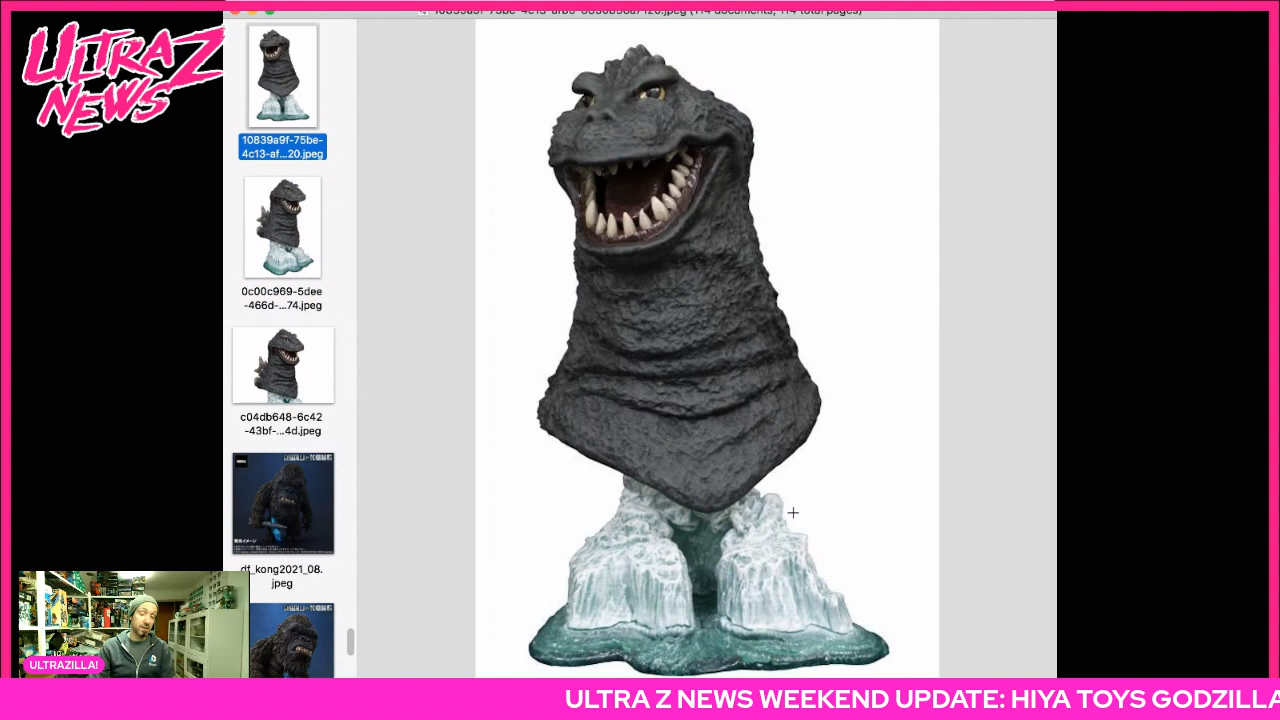 ULTRA Z
NEWS
10839a9f-75be-
4c13-af...20.jpeg
0c00c969-5dee
-466d-...74.jpeg
c04db648-6c42
-43bf-...4d.jpeg
df_kong2021_08.
jpeg
ULTRAZILLA!
ULTRA Z NEWS WEEKEND UPDATE: HIYA TOYS GODZILLA